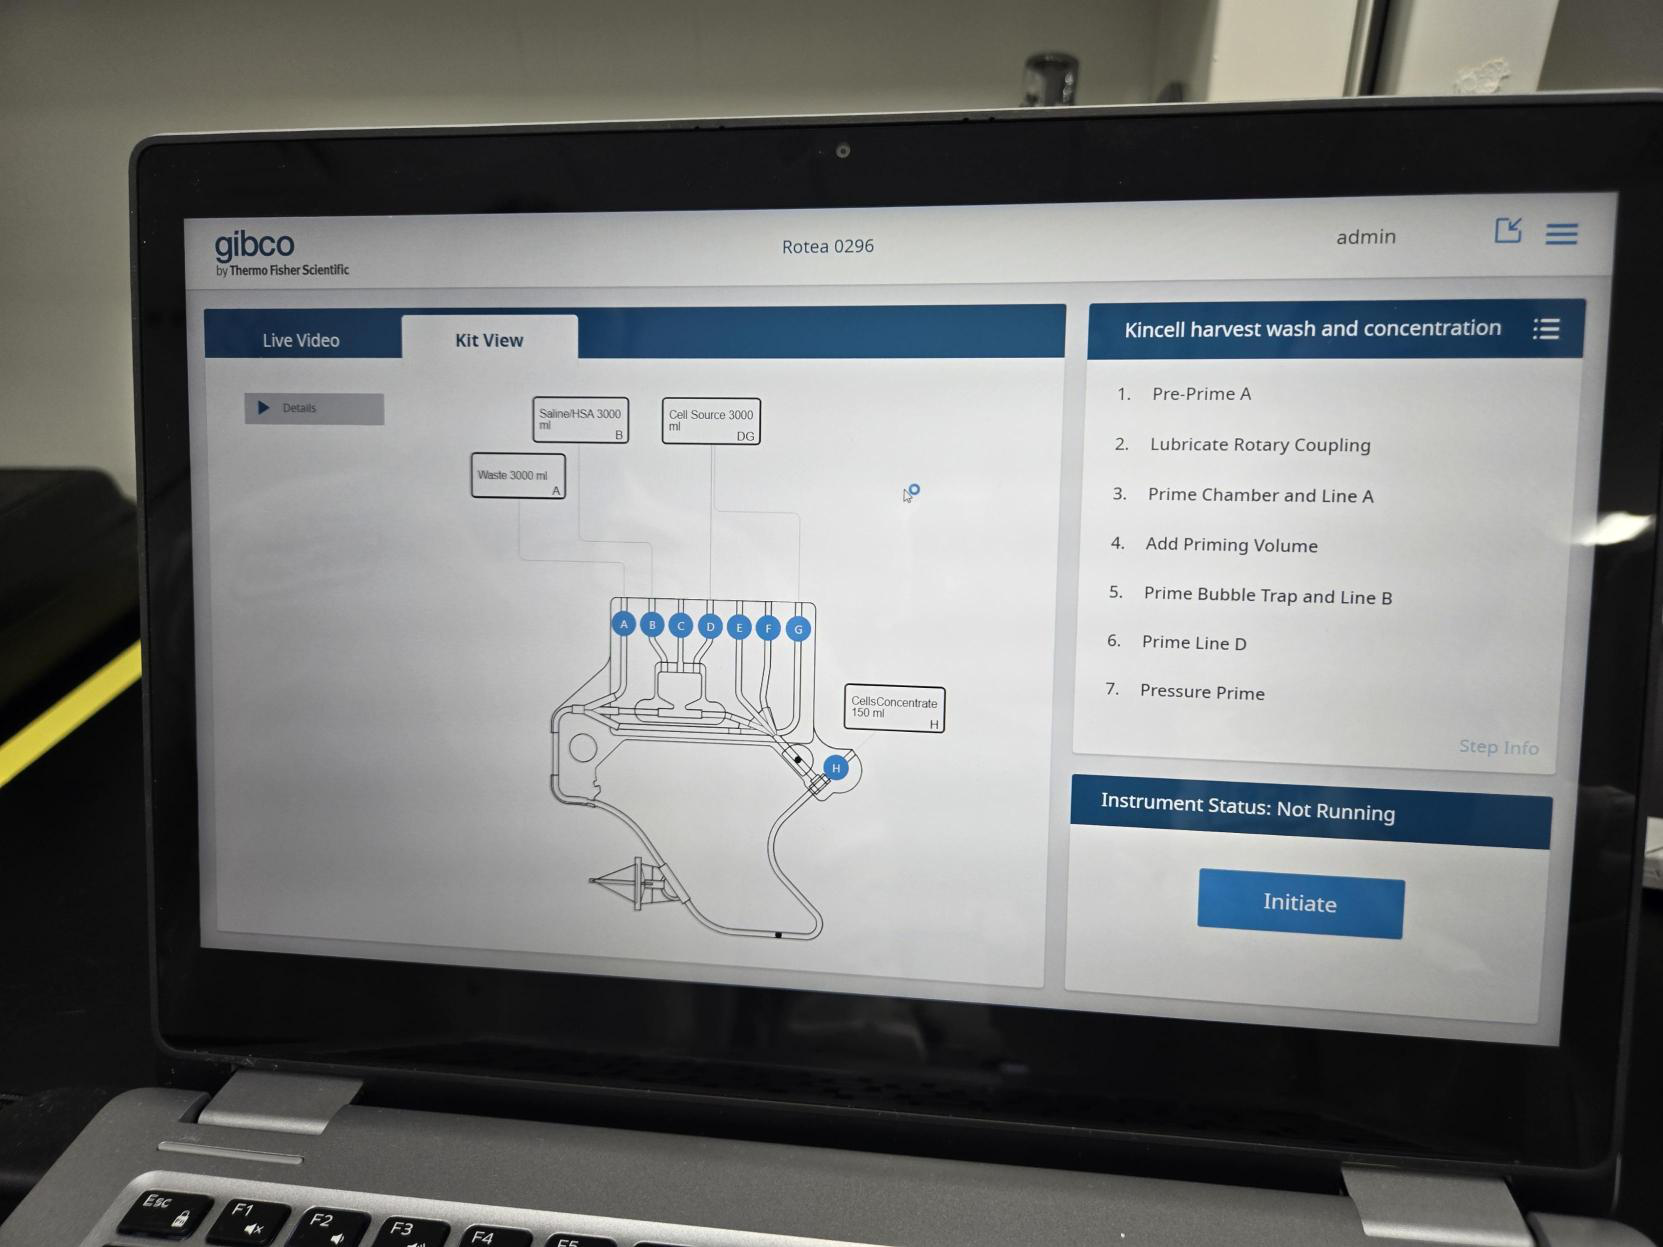 gibco
by Thermo Fisher Scientific
Rotea 0296
admin
Live Video
Kit View
Details
Saline/HSA 3000
ml
B
Cell Source 3000
ml
DG
Waste 3000 ml
A
A B C D E F G
CellsConcentrate
150 ml
H
H
Kincell harvest wash and concentration
1. Pre-Prime A
2. Lubricate Rotary Coupling
3. Prime Chamber and Line A
4. Add Priming Volume
5. Prime Bubble Trap and Line B
6. Prime Line D
7. Pressure Prime
Step Info
Instrument Status: Not Running
Initiate
Esc
F1
F2
F3
F4
F5